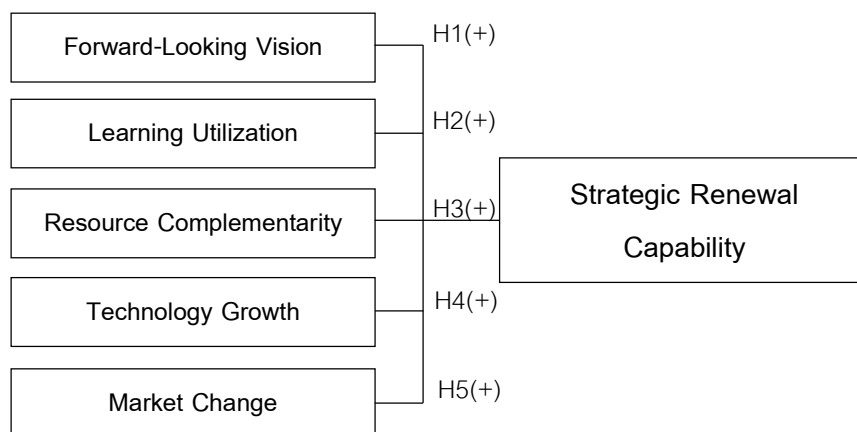 Forward-Looking Vision
H1(+)
Learning Utilization
H2(+)
Resource Complementarity
H3(+)
Strategic Renewal
Capability
Technology Growth
H4(+)
Market Change
H5(+)